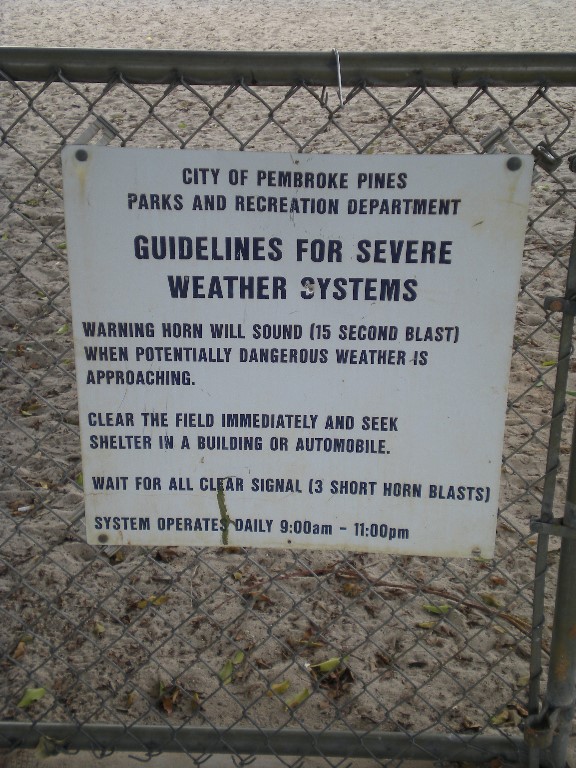 CITY OF PEMBROKE PINES
PARKS AND RECREATION DEPARTMENT
GUIDELINES FOR SEVERE
WEATHER SYSTEMS
WARNING HORN WILL SOUND (15 SECOND BLAST)
WHEN POTENTIALLY DANGEROUS WEATHER IS
APPROACHING.
CLEAR THE FIELD IMMEDIATELY AND SEEK
SHELTER IN A BUILDING OR AUTOMOBILE.
WAIT FOR ALL CLEAR SIGNAL (3 SHORT HORN BLASTS)
SYSTEM OPERATES DAILY 9:00am - 11:00pm